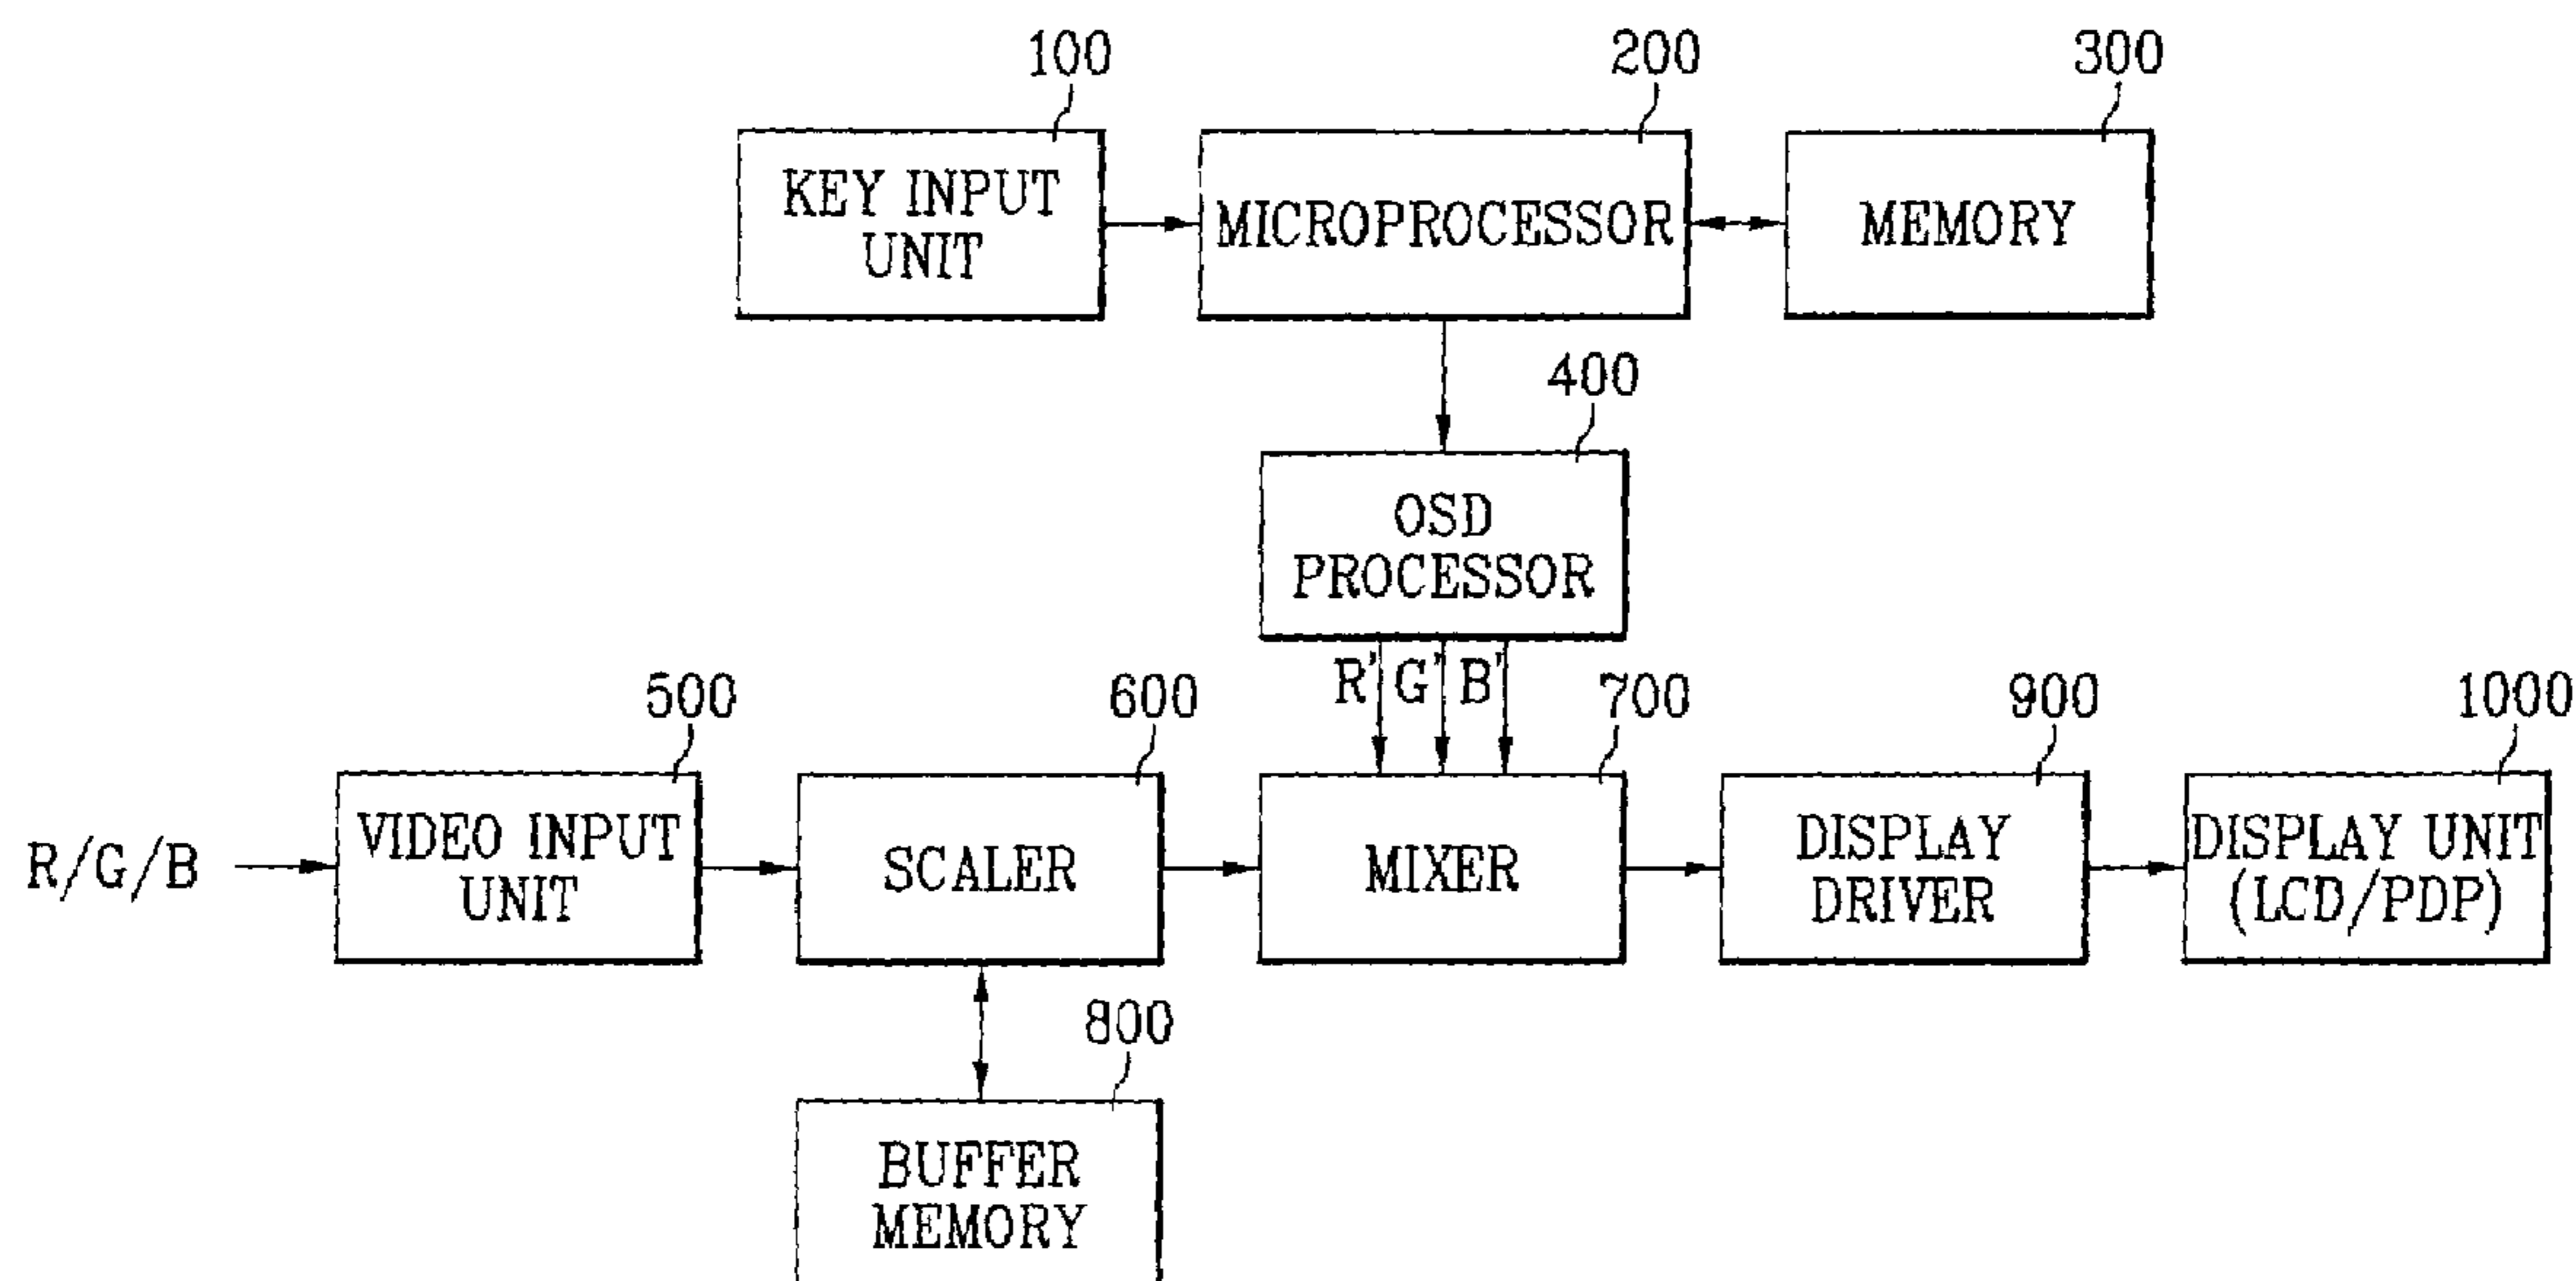 100
200
300
KEY INPUT
UNIT
MICROPROCESSOR
MEMORY
400
OSD
PROCESSOR
R' G' B'
500
600
700
900
1000
R/G/B
VIDEO INPUT
UNIT
SCALER
MIXER
DISPLAY
DRIVER
DISPLAY UNIT
(LCD/PDP)
800
BUFFER
MEMORY